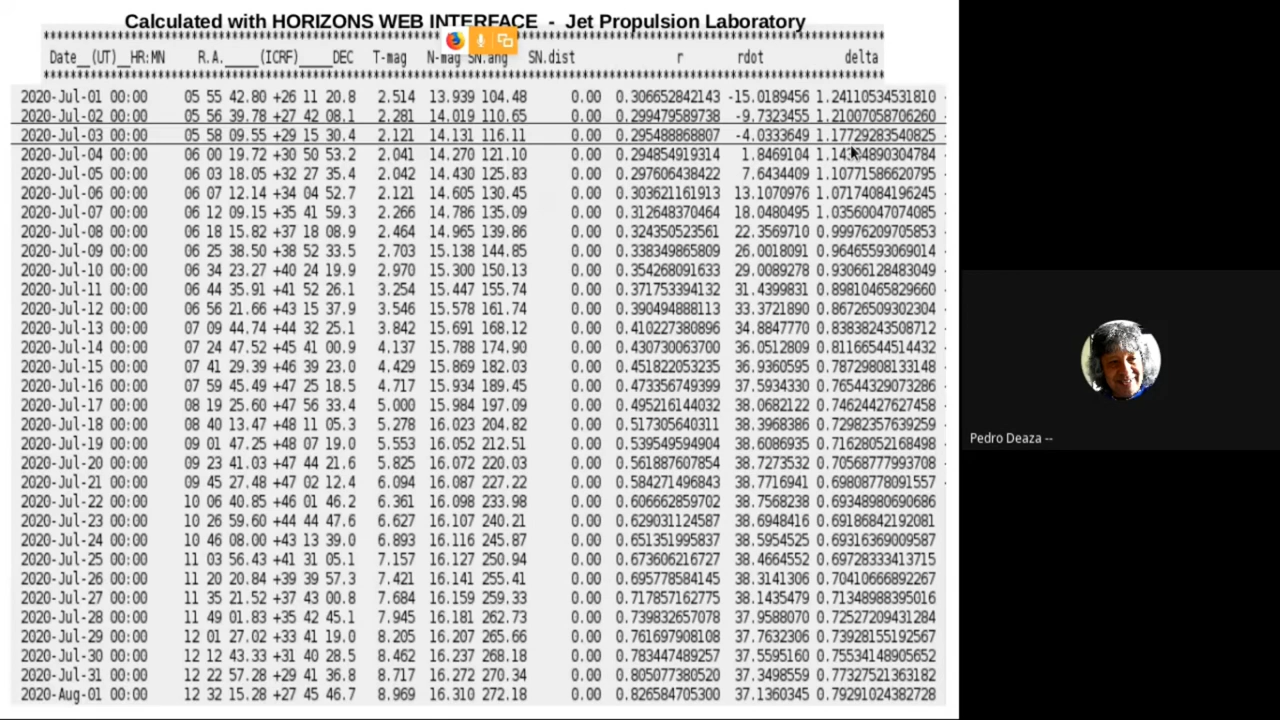 Calculated with HORIZONS WEB INTERFACE - Jet Propulsion Laboratory
*******************************************************************************
Date__(UT)__HR:MN R.A._____(ICRF)_____DEC T-mag N-mag SN.ang SN.dist r rdot delta
*******************************************************************************
2020-Jul-01 00:00 05 55 42.80 +26 11 20.8 2.514 13.939 104.48 0.00 0.306652842143 -15.0189456 1.24110534531810
2020-Jul-02 00:00 05 56 39.78 +27 42 08.1 2.281 14.019 110.65 0.00 0.299479589738 -9.7323455 1.21007058706260
2020-Jul-03 00:00 05 58 09.55 +29 15 30.4 2.121 14.131 116.11 0.00 0.295488868807 -4.0333649 1.17729283540825
2020-Jul-04 00:00 06 00 19.72 +30 50 53.2 2.041 14.270 121.10 0.00 0.294854919314 1.8469104
2020-Jul-05 00:00 06 03 18.05 +32 27 35.4 2.042 14.430 125.83 0.00 0.297606438422 7.6434409 1.10771586620795
2020-Jul-06 00:00 06 07 12.14 +34 04 52.7 2.121 14.605 130.45 0.00 0.303621161913 13.1070976 1.07174084196245
2020-Jul-07 00:00 06 12 09.15 +35 41 59.3 2.266 14.786 135.09 0.00 0.312648370464 18.0480495 1.03560047074085
2020-Jul-08 00:00 06 18 15.82 +37 18 08.9 2.464 14.965 139.86 0.00 0.324350523561 22.3569710 0.99976209705853
2020-Jul-09 00:00 06 25 38.50 +38 52 33.5 2.703 15.138 144.85 0.00 0.338349865809 26.0018091 0.96465593069014
2020-Jul-10 00:00 06 34 23.27 +40 24 19.9 2.970 15.300 150.13 0.00 0.354268091633 29.0089278 0.93066128483049
2020-Jul-11 00:00 06 44 35.91 +41 52 26.1 3.254 15.447 155.74 0.00 0.371753394132 31.4399831 0.89810465829660
2020-Jul-12 00:00 06 56 21.66 +43 15 37.9 3.546 15.578 161.74 0.00 0.390494888113 33.3721890 0.86726509302304
2020-Jul-13 00:00 07 09 44.74 +44 32 25.1 3.842 15.691 168.12 0.00 0.410227380896 34.8847770 0.83838243508712
2020-Jul-14 00:00 07 24 47.52 +45 41 00.9 4.137 15.788 174.90 0.00 0.430730063700 36.0512809 0.81166544514432
2020-Jul-15 00:00 07 41 29.39 +46 39 23.0 4.429 15.869 182.03 0.00 0.451822053235 36.9360595 0.78729808133148
2020-Jul-16 00:00 07 59 45.49 +47 25 18.5 4.717 15.934 189.45 0.00 0.473356749399 37.5934330 0.76544329073286
2020-Jul-17 00:00 08 19 25.60 +47 56 33.4 5.000 15.984 197.09 0.00 0.495216144032 38.0682122 0.74624427627458
2020-Jul-18 00:00 08 40 13.47 +48 11 05.3 5.278 16.023 204.82 0.00 0.517305640311 38.3968386 0.72982357639259
2020-Jul-19 00:00 09 01 47.25 +48 07 19.0 5.553 16.052 212.51 0.00 0.539549594904 38.6086935 0.71628052168498
2020-Jul-20 00:00 09 23 41.03 +47 44 21.6 5.825 16.072 220.03 0.00 0.561887607854 38.7273532 0.70568777993708
2020-Jul-21 00:00 09 45 27.48 +47 02 12.4 6.094 16.087 227.22 0.00 0.584271496843 38.7716941 0.69808778091557
2020-Jul-22 00:00 10 06 40.85 +46 01 46.2 6.361 16.098 233.98 0.00 0.606662859702 38.7568238 0.69348980690686
2020-Jul-23 00:00 10 26 59.60 +44 44 47.6 6.627 16.107 240.21 0.00 0.629031124587 38.6948416 0.69186842192081
2020-Jul-24 00:00 10 46 08.00 +43 13 39.0 6.893 16.116 245.87 0.00 0.651351995837 38.5954525 0.69316369009587
2020-Jul-25 00:00 11 03 56.43 +41 31 05.1 7.157 16.127 250.94 0.00 0.673606216727 38.4664552 0.69728333413715
2020-Jul-26 00:00 11 20 20.84 +39 39 57.3 7.421 16.141 255.41 0.00 0.695778584145 38.3141306 0.70410666892267
2020-Jul-27 00:00 11 35 21.52 +37 43 00.8 7.684 16.159 259.33 0.00 0.717857162775 38.1435479 0.71348988395016
2020-Jul-28 00:00 11 49 01.83 +35 42 45.1 7.945 16.181 262.73 0.00 0.739832657078 37.9588070 0.72527209431284
2020-Jul-29 00:00 12 01 27.02 +33 41 19.0 8.205 16.207 265.66 0.00 0.761697908108 37.7632306 0.73928155192567
2020-Jul-30 00:00 12 12 43.33 +31 40 28.5 8.462 16.237 268.18 0.00 0.783447489257 37.5595160 0.75534148905652
2020-Jul-31 00:00 12 22 57.28 +29 41 36.8 8.717 16.272 270.34 0.00 0.805077380520 37.3498559 0.77327521363182
2020-Aug-01 00:00 12 32 15.28 +27 45 46.7 8.969 16.310 272.18 0.00 0.826584705300 37.1360345 0.79291024382728
Pedro Deaza --